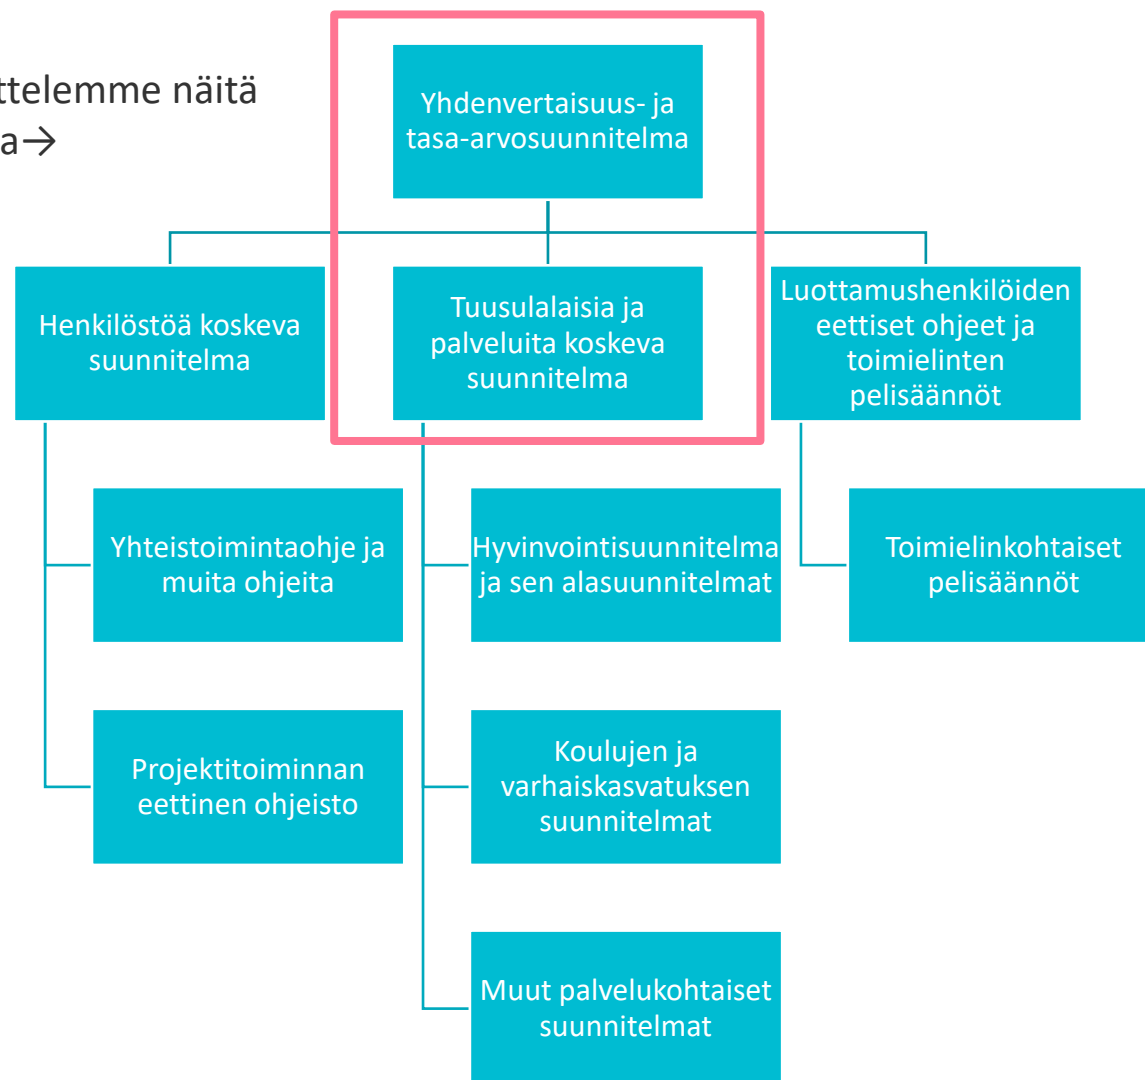 ttelemme näitä
a→
Yhdenvertaisuus- ja
tasa-arvosuunnitelma
Henkilöstöä koskeva
suunnitelma
Tuusulalaisia ja
palveluita koskeva
suunnitelma
Luottamushenkilöiden
eettiset ohjeet ja
toimielinten
pelisäännöt
Yhteistoimintaohje ja
muita ohjeita
Hyvinvointisuunnitelma
ja sen alasuunnitelmat
Toimielinkohtaiset
pelisäännöt
Projektitoiminnan
eettinen ohjeisto
Koulujen ja
varhaiskasvatuksen
suunnitelmat
Muut palvelukohtaiset
suunnitelmat